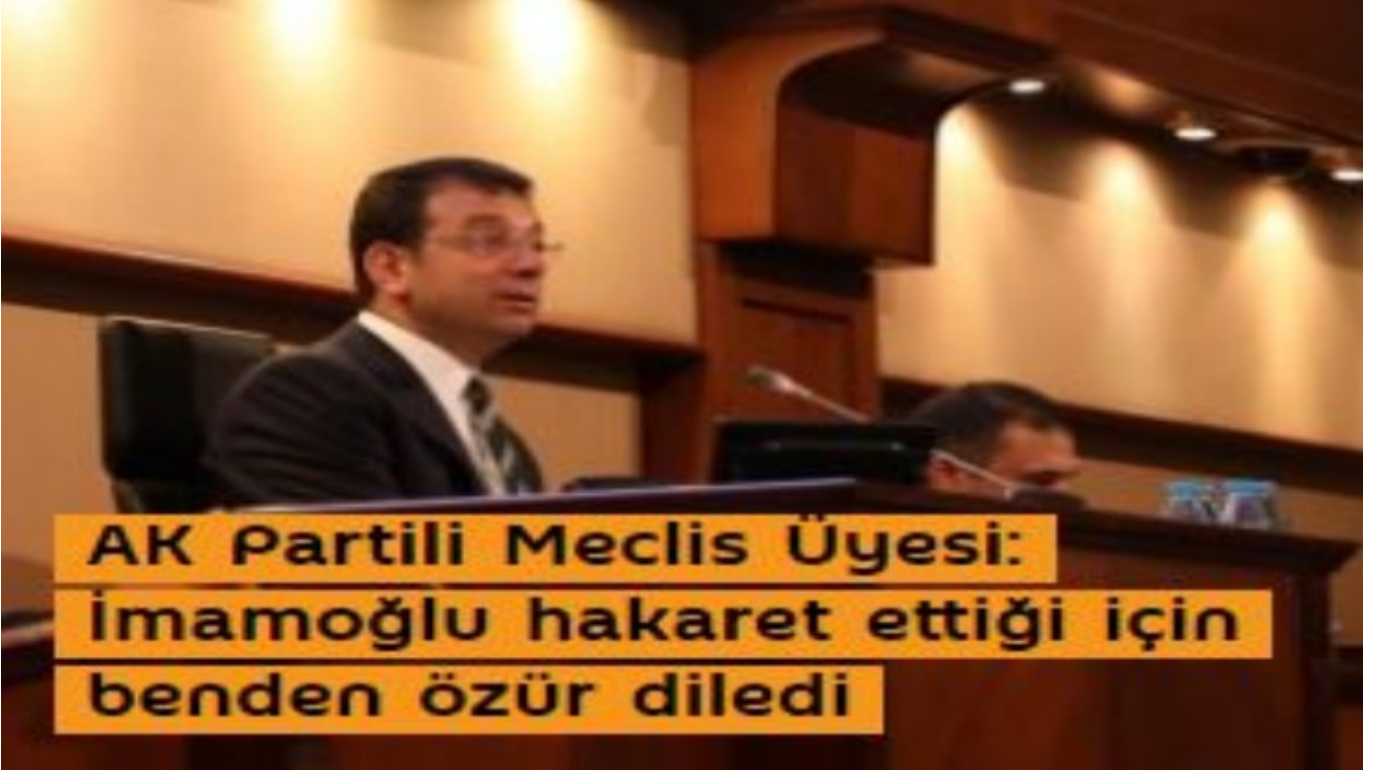 AK Partili Meclis Üyesi:
İmamoğlu hakaret ettiği için
benden özür diledi